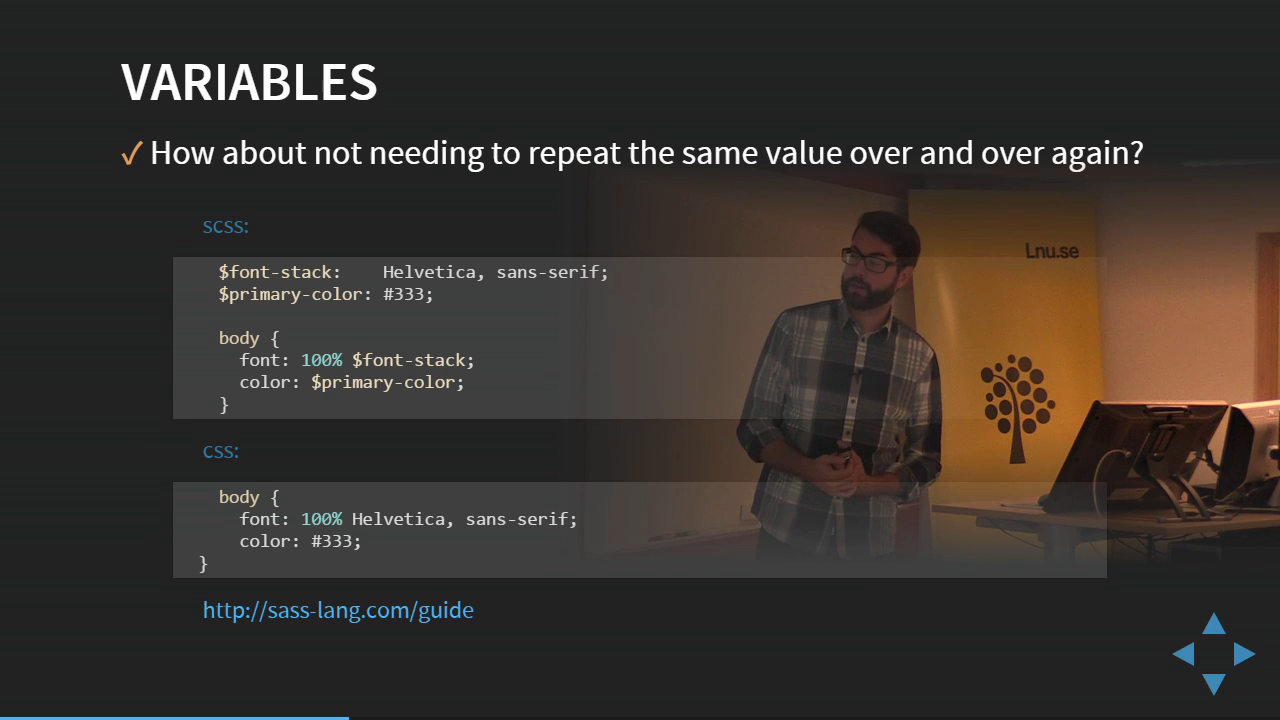 VARIABLES
✓ How about not needing to repeat the same value over and over again?
Lnu.se
scss:
$font-stack:    Helvetica, sans-serif;
$primary-color: #333;
body {
  font: 100% $font-stack;
  color: $primary-color;
}
css:
body {
  font: 100% Helvetica, sans-serif;
  color: #333;
}
http://sass-lang.com/guide